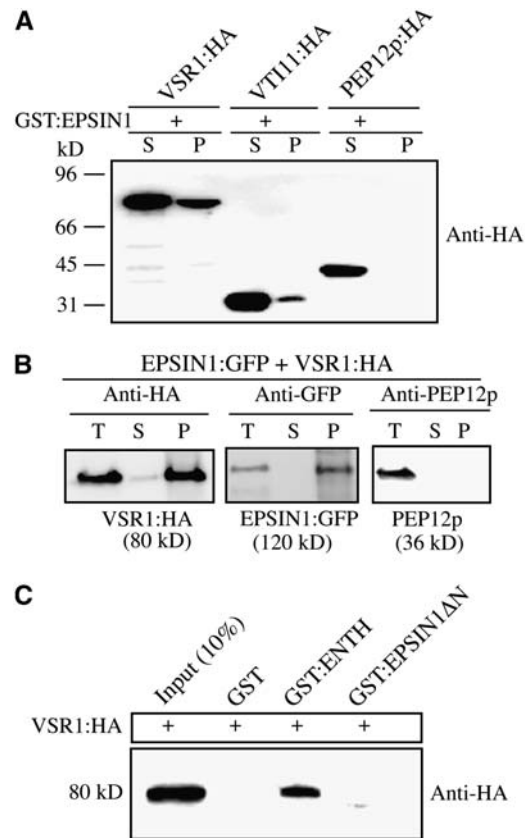 A
VSR1:HA VTI11:HA PEP12p:HA
GST:EPSIN1 + + +
kD S P S P S P
96
66
45
31
Anti-HA
B
EPSIN1:GFP + VSR1:HA
Anti-HA Anti-GFP Anti-PEP12p
T S P T S P T S P
VSR1:HA EPSIN1:GFP PEP12p
(80 kD) (120 kD) (36 kD)
C
Input (10%) GST GST:ENTH GST:EPSIN1ΔN
VSR1:HA + + + +
80 kD Anti-HA